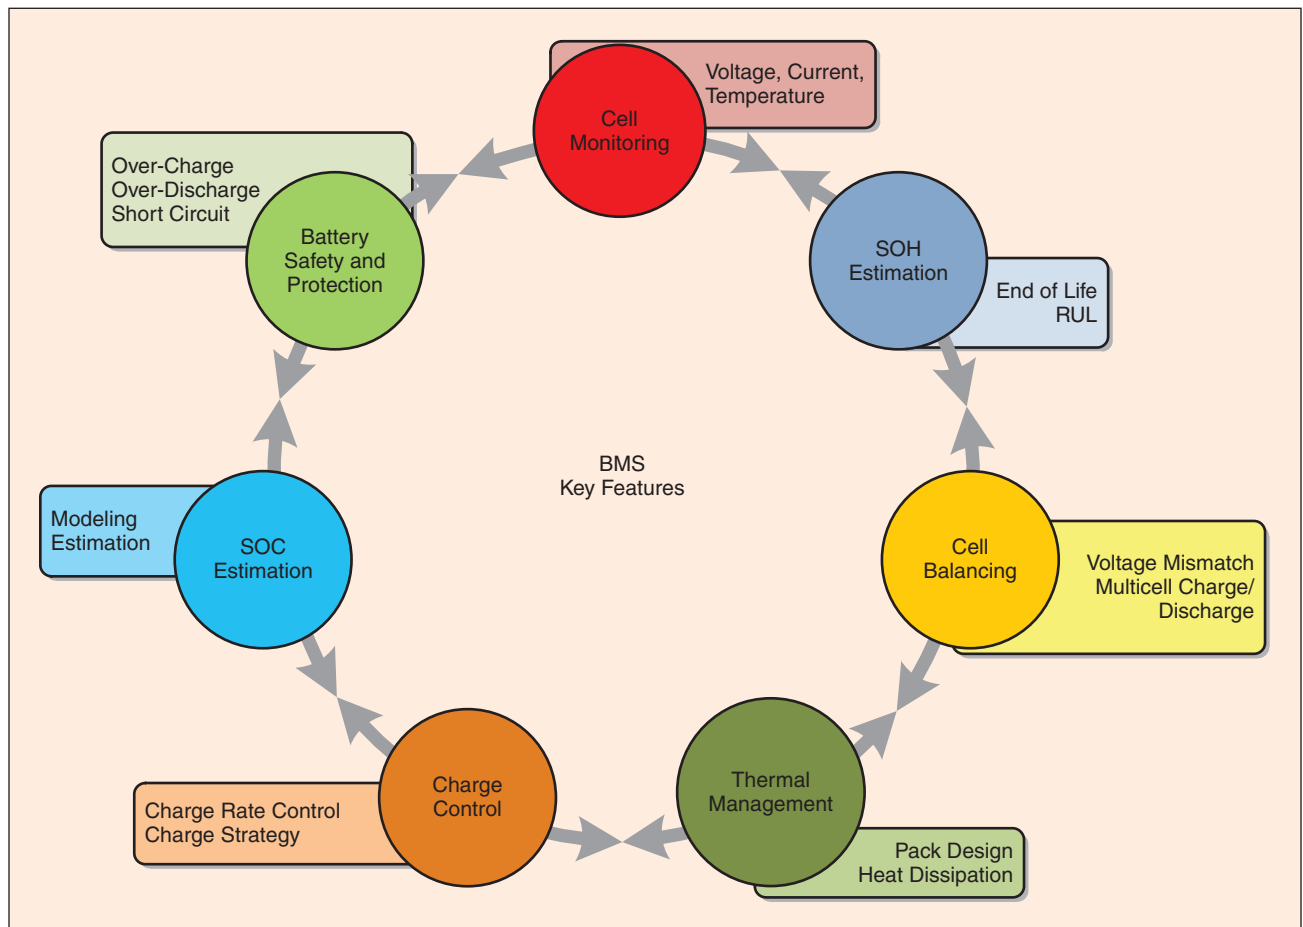 Voltage, Current,
Temperature
Cell
Monitoring
Over-Charge
Over-Discharge
Short Circuit
Battery
Safety and
Protection
SOH
Estimation
End of Life
RUL
BMS
Key Features
Modeling
Estimation
SOC
Estimation
Cell
Balancing
Voltage Mismatch
Multicell Charge/
Discharge
Charge Rate Control
Charge Strategy
Charge
Control
Thermal
Management
Pack Design
Heat Dissipation